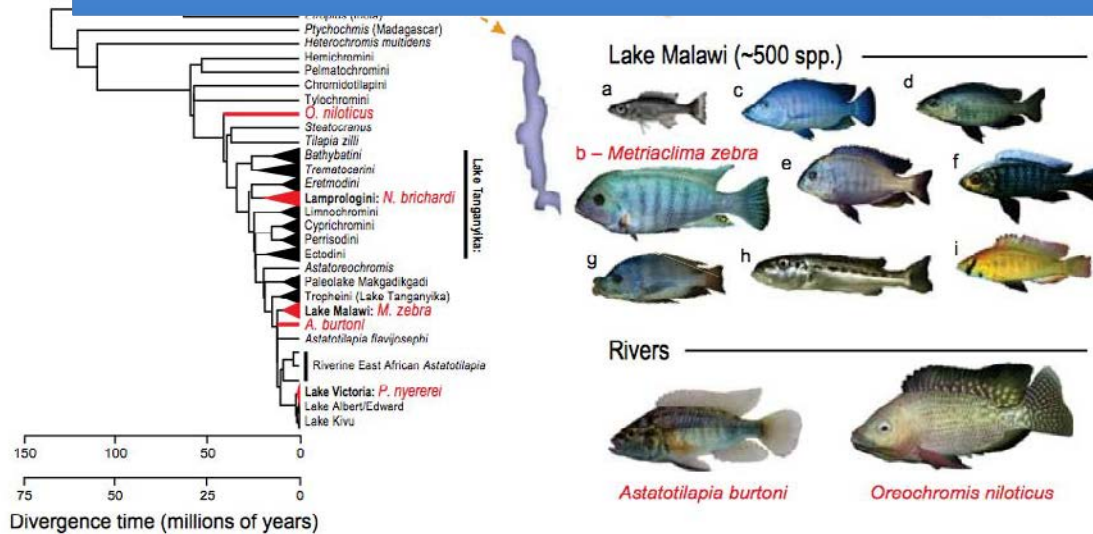 Ptychochmis (Madagascar)
Heterochromis multidens
Hemichromini
Pelmatochromini
Chromidotilapini
Tylochromini
O. niloticus
Steatocranus
Tilapia zilli
Bathybatini
Trematocarini
Eretmodini
Lamprologini: N. brichardi
Limnochromini
Cyprichromini
Perrisodini
Ectodini
Lake Tanganyika:
Astatoreochromis
Paleolake Makgadikgadi
Tropheini (Lake Tanganyika)
Lake Malawi: M. zebra
A. burtoni
Astatotilapia flavijosephi
Riverine East African Astatotilapia
Lake Victoria: P. nyererei
Lake Albert/Edward
Lake Kivu
150 100 50 0
75 50 25 0
Divergence time (millions of years)
Lake Malawi (~500 spp.)
a
c
d
b – Metriaclima zebra
e
f
g
h
i
Rivers
Astatotilapia burtoni
Oreochromis niloticus